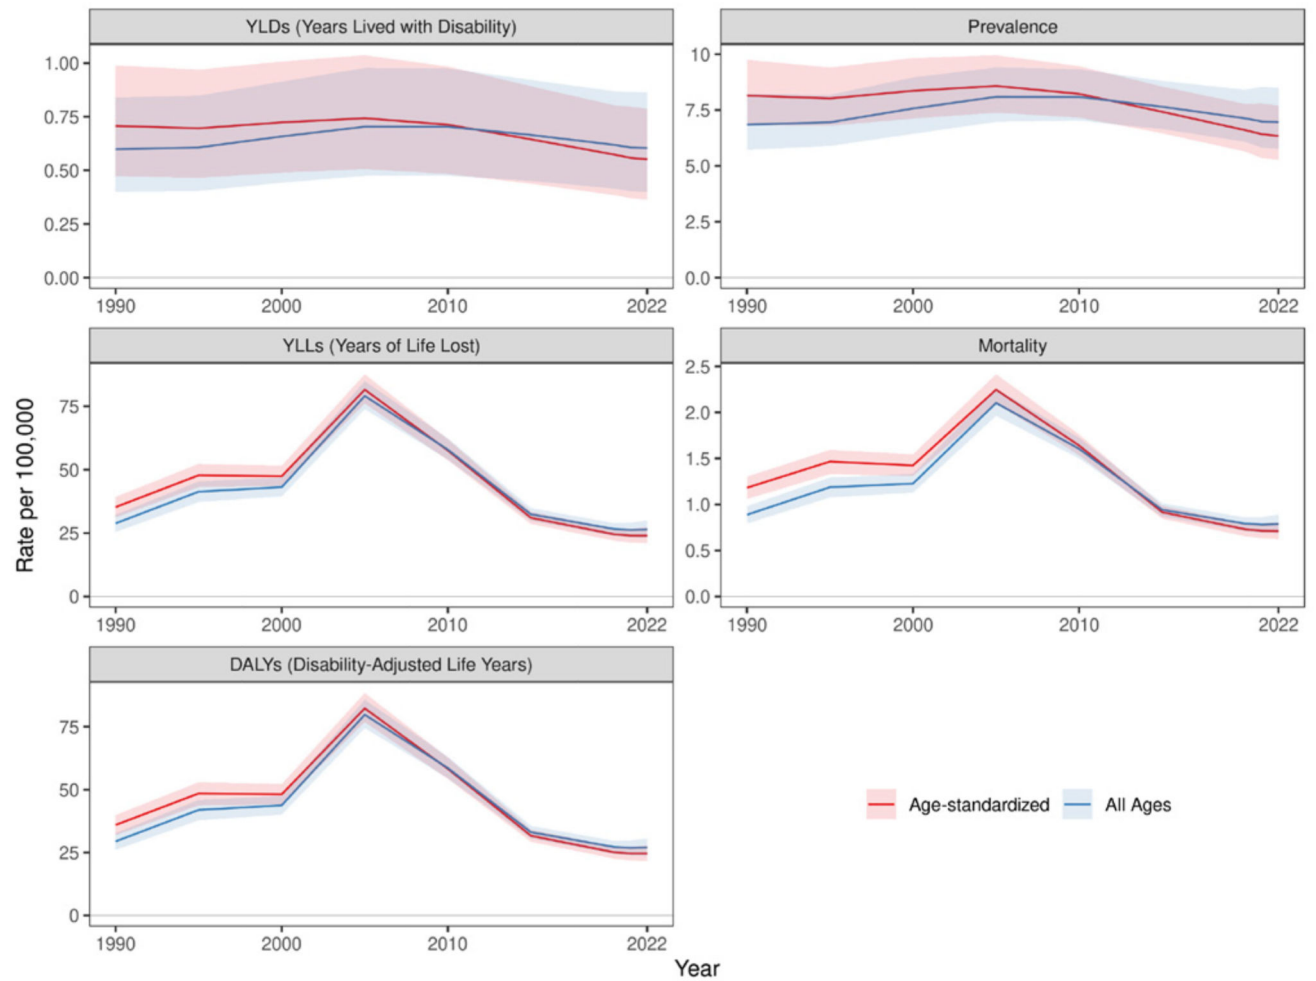 YLDs (Years Lived with Disability)
1.00
0.75
0.50
0.25
0.00
1990 2000 2010 2022
Prevalence
10
7.5
5.0
2.5
0.0
1990 2000 2010 2022
Rate per 100,000
YLLs (Years of Life Lost)
75
50
25
0
1990 2000 2010 2022
Mortality
2.5
2.0
1.5
1.0
0.5
0.0
1990 2000 2010 2022
DALYs (Disability-Adjusted Life Years)
75
50
25
0
1990 2000 2010 2022
Age-standardized All Ages
Year